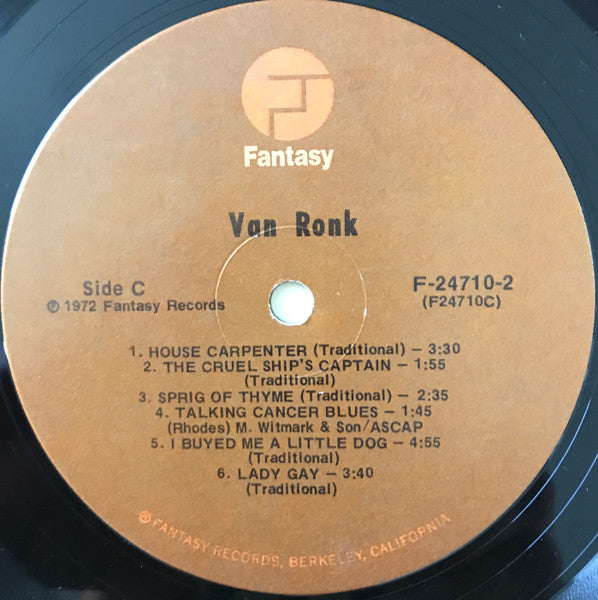 Fantasy
Van Ronk
Side C
℗ 1972 Fantasy Records
F-24710-2
(F24710C)
1. HOUSE CARPENTER (Traditional) – 3:30
2. THE CRUEL SHIP'S CAPTAIN – 1:55
(Traditional)
3. SPRIG OF THYME (Traditional) – 2:35
4. TALKING CANCER BLUES – 1:45
(Rhodes) M. Witmark & Son/ASCAP
5. I BUYED ME A LITTLE DOG – 4:55
(Traditional)
6. LADY GAY – 3:40
(Traditional)
® FANTASY RECORDS, BERKELEY, CALIFORNIA